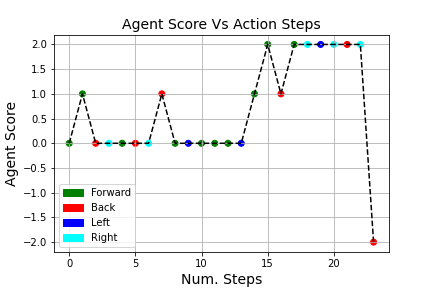 Agent Score Vs Action Steps
2.0
1.5
1.0
0.5
0.0
−0.5
−1.0
−1.5
−2.0
Agent Score
Forward
Back
Left
Right
0 5 10 15 20
Num. Steps